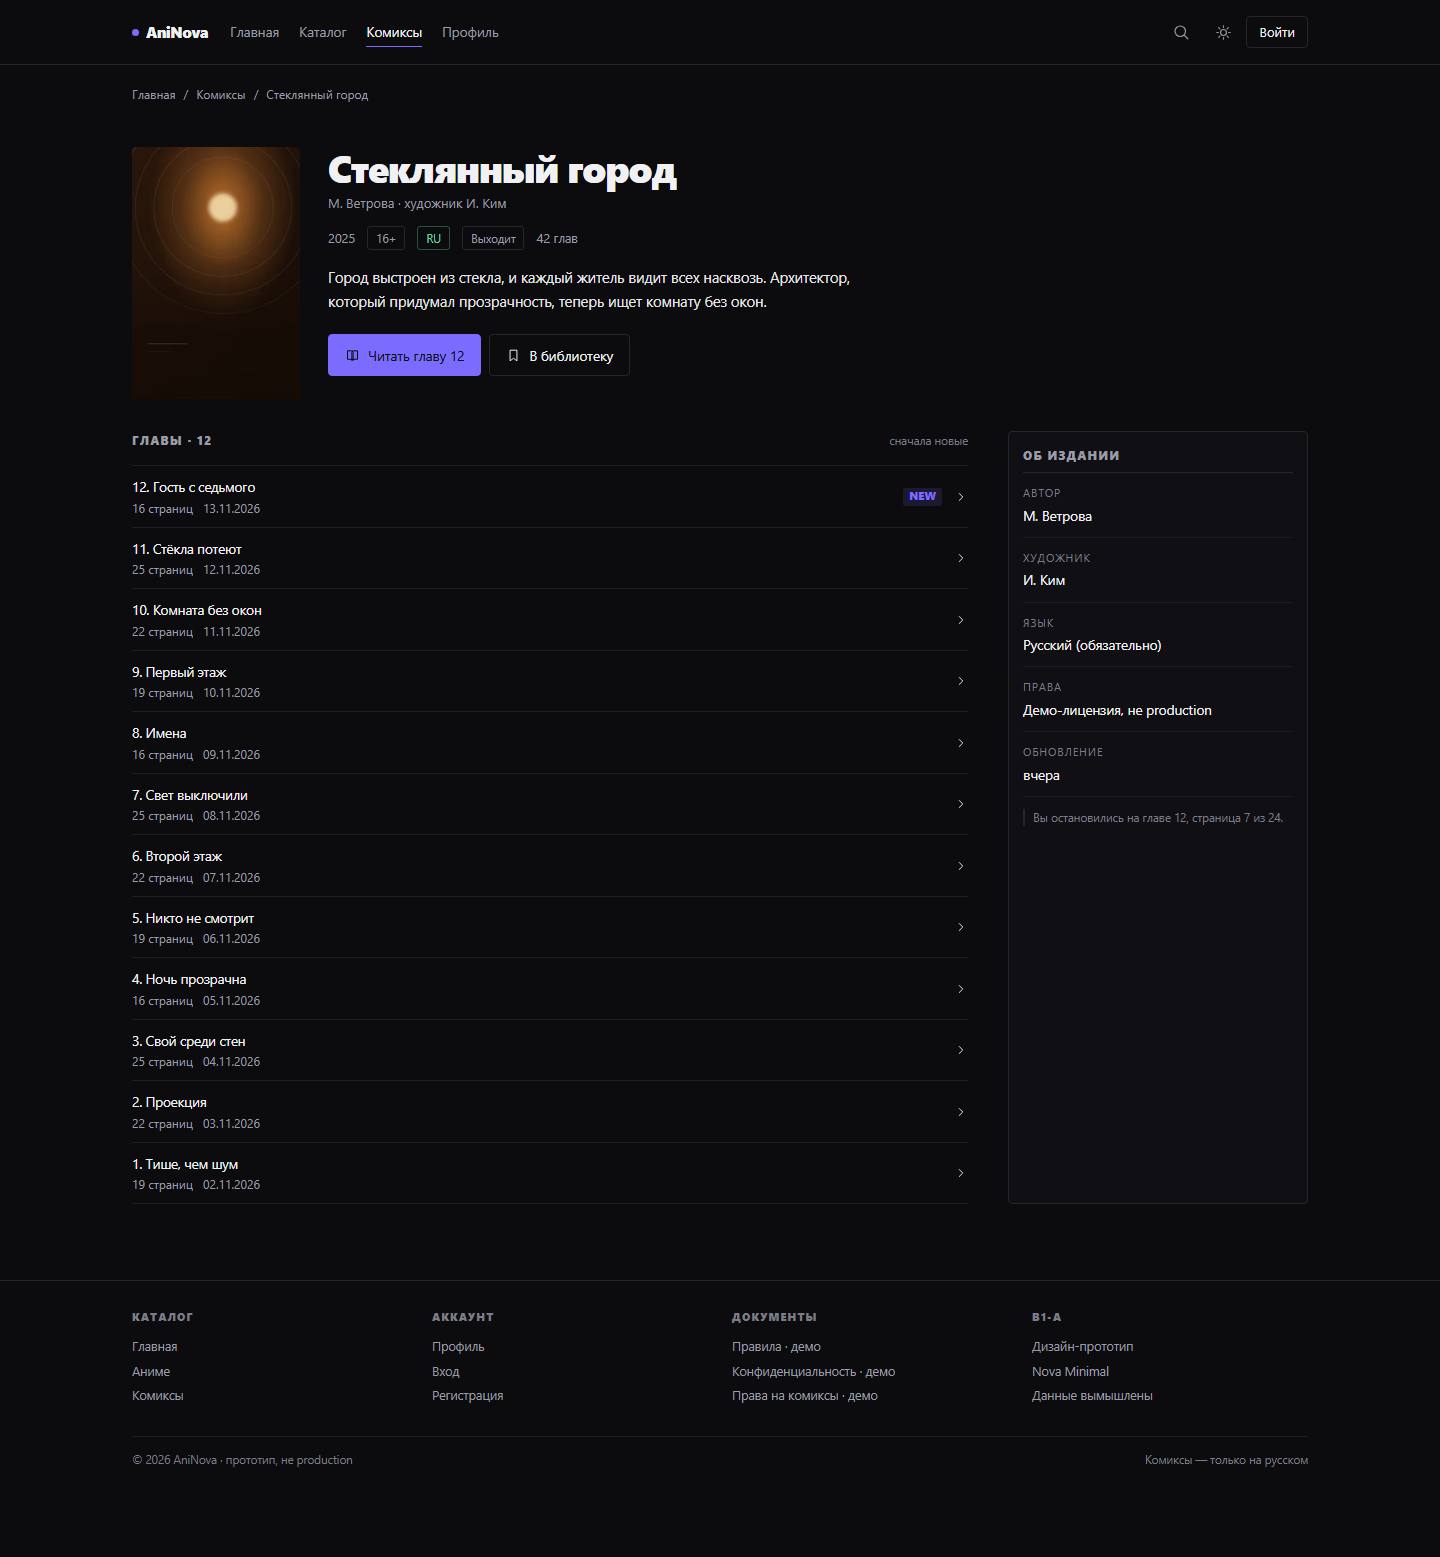 AniNova Главная Каталог Комиксы Профиль Войти
Главная / Комиксы / Стеклянный город
Стеклянный город
М. Ветрова · художник И. Ким
2025 16+ RU Выходит 42 глав
Город выстроен из стекла, и каждый житель видит всех насквозь. Архитектор,
который придумал прозрачность, теперь ищет комнату без окон.
Читать главу 12 В библиотеку
ГЛАВЫ · 12 сначала новые
12. Гость с седьмого
16 страниц 13.11.2026
NEW
11. Стёкла потеют
25 страниц 12.11.2026
10. Комната без окон
22 страниц 11.11.2026
9. Первый этаж
19 страниц 10.11.2026
8. Имена
16 страниц 09.11.2026
7. Свет выключили
25 страниц 08.11.2026
6. Второй этаж
22 страниц 07.11.2026
5. Никто не смотрит
19 страниц 06.11.2026
4. Ночь прозрачна
16 страниц 05.11.2026
3. Свой среди стен
25 страниц 04.11.2026
2. Проекция
22 страниц 03.11.2026
1. Тише, чем шум
19 страниц 02.11.2026
ОБ ИЗДАНИИ
АВТОР
М. Ветрова
ХУДОЖНИК
И. Ким
ЯЗЫК
Русский (обязательно)
ПРАВА
Демо-лицензия, не production
ОБНОВЛЕНИЕ
вчера
Вы остановились на главе 12, страница 7 из 24.
КАТАЛОГ
Главная
Аниме
Комиксы
АККАУНТ
Профиль
Вход
Регистрация
ДОКУМЕНТЫ
Правила · демо
Конфиденциальность · демо
Права на комиксы · демо
B1-A
Дизайн-прототип
Nova Minimal
Данные вымышлены
© 2026 AniNova · прототип, не production
Комиксы — только на русском